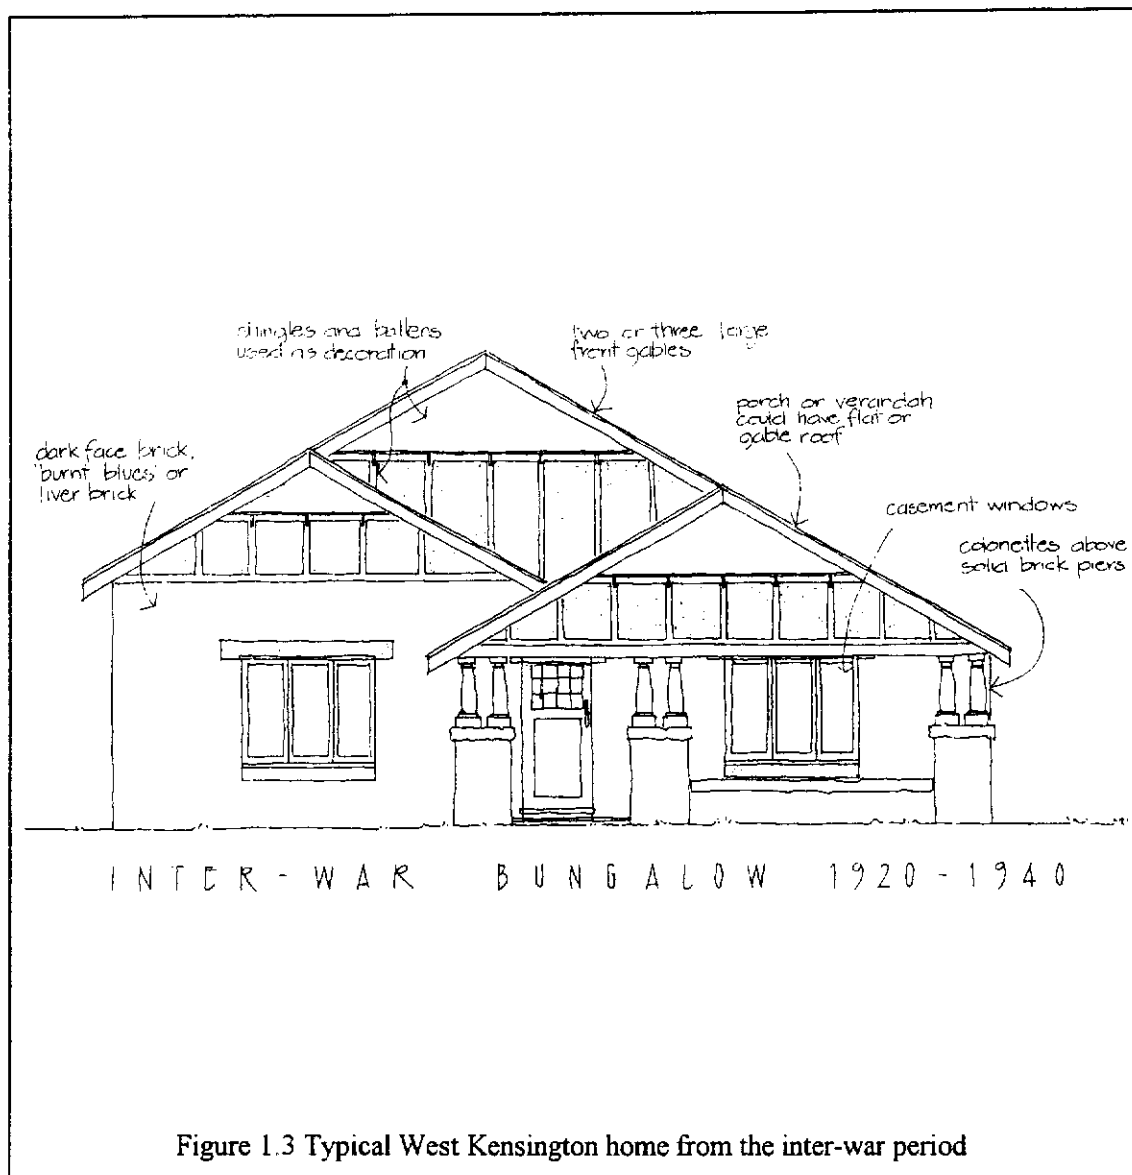 shingles and battens
used as decoration
two or three large
front gables
porch or verandah
could have flat or
gable roof
dark face brick,
'burnt blues' or
liver brick
casement windows
colonettes above
solid brick piers
INTER-WAR BUNGALOW 1920-1940
Figure 1.3 Typical West Kensington home from the inter-war period